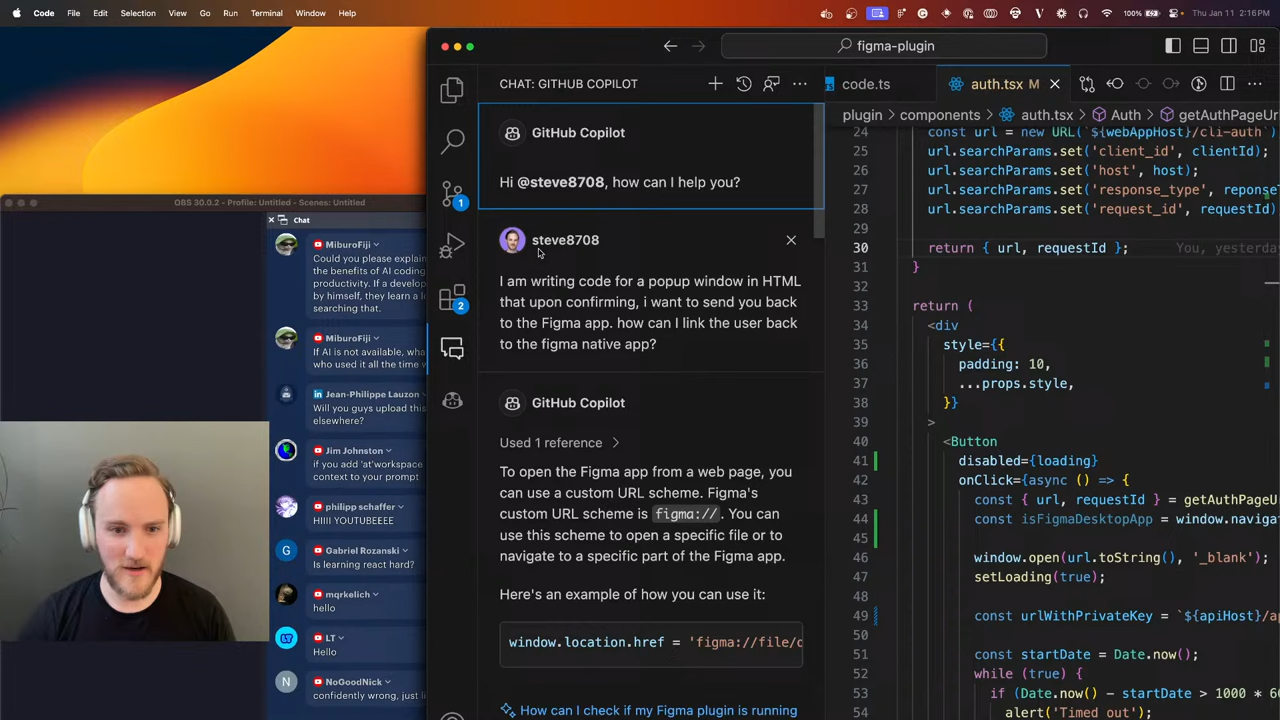 Code File Edit Selection View Go Run Terminal Window Help
100% Thu Jan 11 2:16 PM
OBS 30.0.2 - Profile: Untitled - Scenes: Untitled
Chat
MiburoFiji
Could you please explain
the benefits of AI coding
productivity. If a develop
by himself, they learn a lo
searching that.
MiburoFiji
If AI is not available, wha
who used it all the time w
Jean-Philippe Lauzon
Will you guys upload this
elsewhere?
Jim Johnston
if you add 'at'workspace
context to your prompt
philipp schaffer
HIIII YOUTUBEEEE
Gabriel Rozanski
Is learning react hard?
mqrkelich
hello
LT
Hello
NoGoodNick
confidently wrong, just li
figma-plugin
1
2
CHAT: GITHUB COPILOT
GitHub Copilot
Hi @steve8708, how can I help you?
steve8708
I am writing code for a popup window in HTML
that upon confirming, i want to send you back
to the Figma app. how can I link the user back
to the figma native app?
GitHub Copilot
Used 1 reference
To open the Figma app from a web page, you
can use a custom URL scheme. Figma's
custom URL scheme is figma://. You can
use this scheme to open a specific file or to
navigate to a specific part of the Figma app.
Here's an example of how you can use it:
window.location.href = 'figma://file/
How can I check if my Figma plugin is running
code.ts auth.tsx M
plugin components auth.tsx Auth getAuthPageUr
24 const url = new URL(`${webAppHost}/cli-auth`)
25 url.searchParams.set('client_id', clientId);
26 url.searchParams.set('host', host);
27 url.searchParams.set('response_type', reponse
28 url.searchParams.set('request_id', requestId)
29
30 return { url, requestId }; You, yesterday
31 }
32
33 return (
34 <div
35 style={{
36 padding: 10,
37 ...props.style,
38 }}
39 >
40 <Button
41 disabled={loading}
42 onClick={async () => {
43 const { url, requestId } = getAuthPageU
44 const isFigmaDesktopApp = window.naviga
45
46 window.open(url.toString(), '_blank');
47 setLoading(true);
48
49 const urlWithPrivateKey = `${apiHost}/a
50
51 const startDate = Date.now();
52 while (true) {
53 if (Date.now() - startDate > 1000 * 6
54 alert('Timed out');